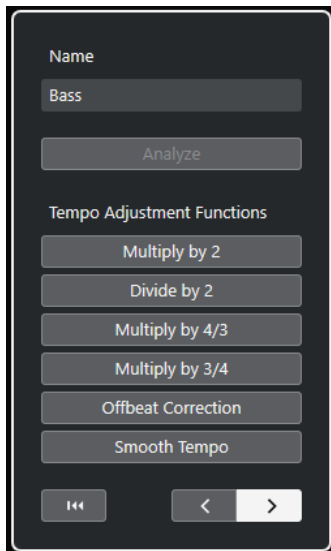 Name
Bass
Analyze
Tempo Adjustment Functions
Multiply by 2
Divide by 2
Multiply by 4/3
Multiply by 3/4
Offbeat Correction
Smooth Tempo